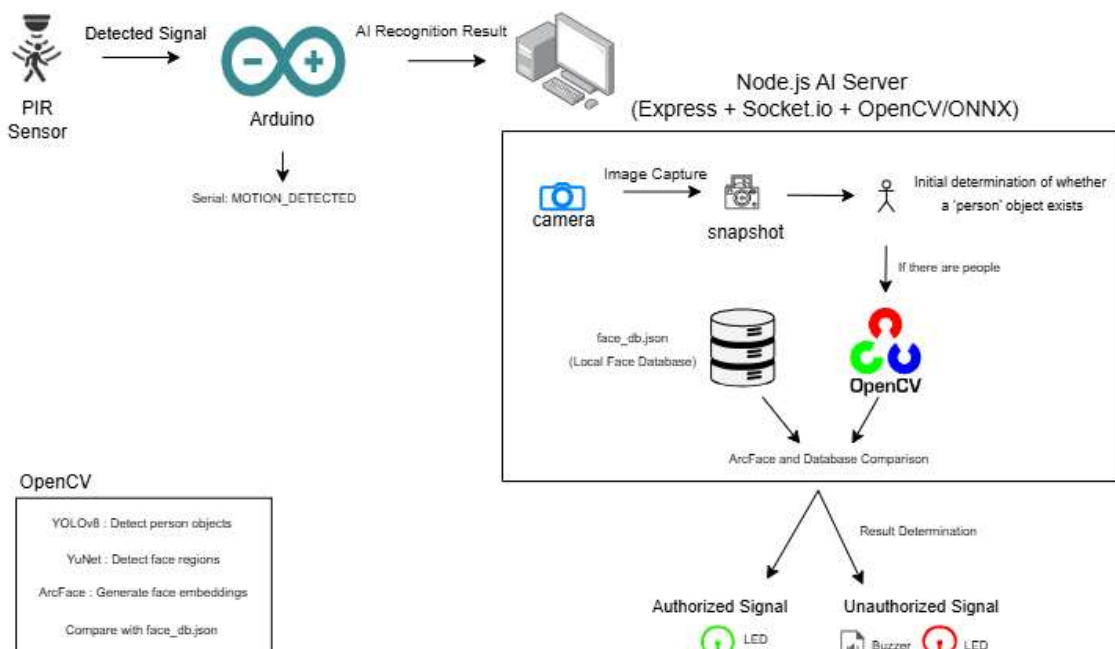 Detected Signal
AI Recognition Result
PIR
Sensor
Arduino
Serial: MOTION_DETECTED
Node.js AI Server
(Express + Socket.io + OpenCV/ONNX)
Image Capture
camera
snapshot
Initial determination of whether
a 'person' object exists
If there are people
face_db.json
(Local Face Database)
OpenCV
ArcFace and Database Comparison
OpenCV
YOLOv8 : Detect person objects
YuNet : Detect face regions
ArcFace : Generate face embeddings
Compare with face_db.json
Result Determination
Authorized Signal
Unauthorized Signal
LED
Buzzer
LED